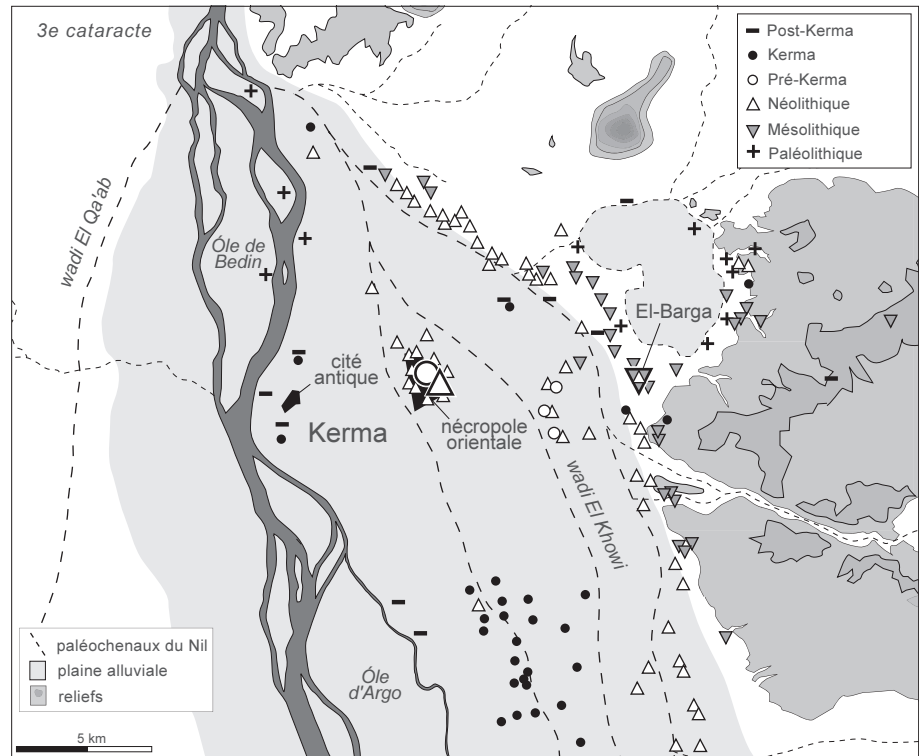 3e cataracte
Post-Kerma
Kerma
Pré-Kerma
Néolithique
Mésolithique
Paléolithique
wadi El Qa'ab
Óle de
Bedin
El-Barga
cité
antique
Kerma
nécropole
orientale
wadi El Khowi
Óle
d'Argo
paléochenaux du Nil
plaine alluviale
reliefs
5 km